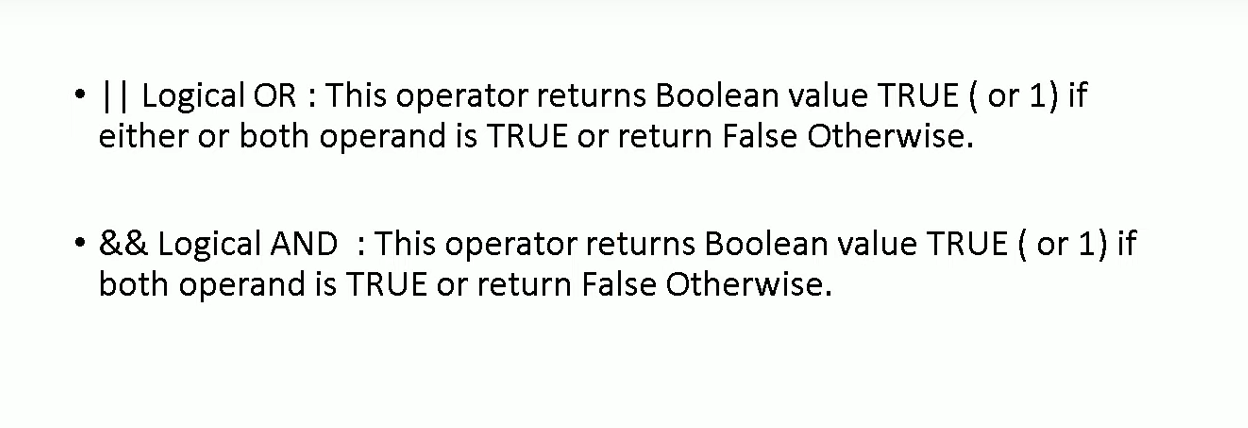 • || Logical OR : This operator returns Boolean value TRUE ( or 1) if
either or both operand is TRUE or return False Otherwise.
• && Logical AND  : This operator returns Boolean value TRUE ( or 1) if
both operand is TRUE or return False Otherwise.